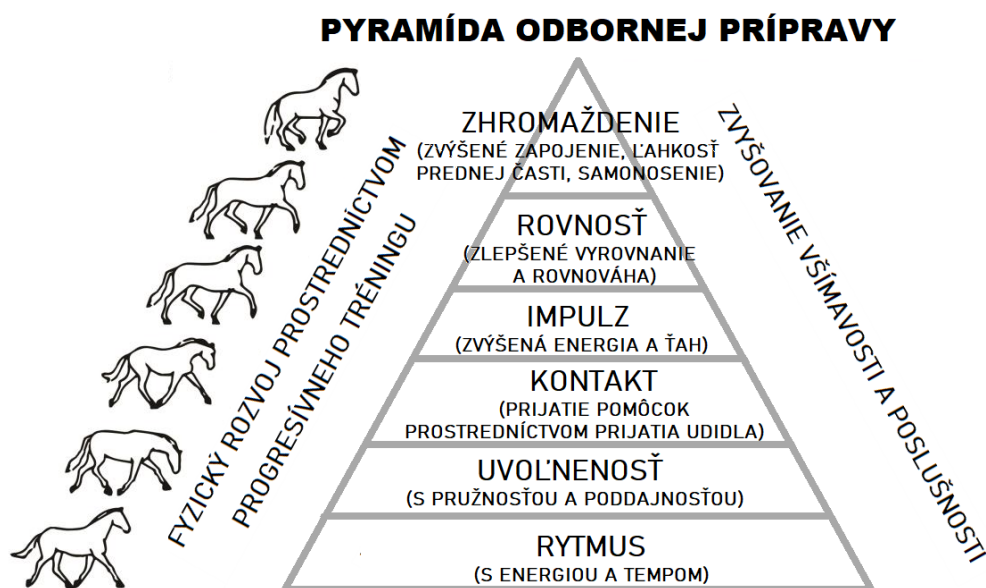 PYRAMÍDA ODBORNEJ PRÍPRAVY
ZHROMAŽDENIE
(ZVÝŠENÉ ZAPOJENIE, ĽAHKOSŤ
PREDNEJ ČASTI, SAMONOSENIE)
ROVNOSŤ
(ZLEPŠENÉ VYROVNANIE
A ROVNOVÁHA)
IMPULZ
(ZVÝŠENÁ ENERGIA A ŤAH)
KONTAKT
(PRIJATIE POMÔCOK
PROSTREDNÍCTVOM PRIJATIA UDIDLA)
UVOĽNENOSŤ
(S PRUŽNOSŤOU A PODDAJNOSŤOU)
RYTMUS
(S ENERGIOU A TEMPOM)
FYZICKÝ ROZVOJ PROSTREDNÍCTVOM
PROGRESÍVNEHO TRÉNINGU
ZVYŠOVANIE VŠÍMAVOSTI A POSLUŠNOSTI